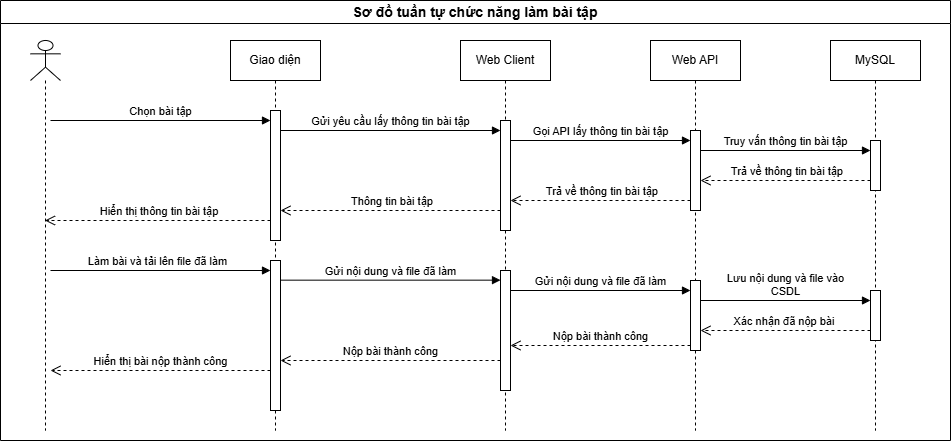 Sơ đồ tuần tự chức năng làm bài tập
Giao diện
Web Client
Web API
MySQL
Chọn bài tập
Gửi yêu cầu lấy thông tin bài tập
Gọi API lấy thông tin bài tập
Truy vấn thông tin bài tập
Trả về thông tin bài tập
Trả về thông tin bài tập
Thông tin bài tập
Hiển thị thông tin bài tập
Làm bài và tải lên file đã làm
Gửi nội dung và file đã làm
Gửi nội dung và file đã làm
Lưu nội dung và file vào
CSDL
Xác nhận đã nộp bài
Nộp bài thành công
Nộp bài thành công
Hiển thị bài nộp thành công